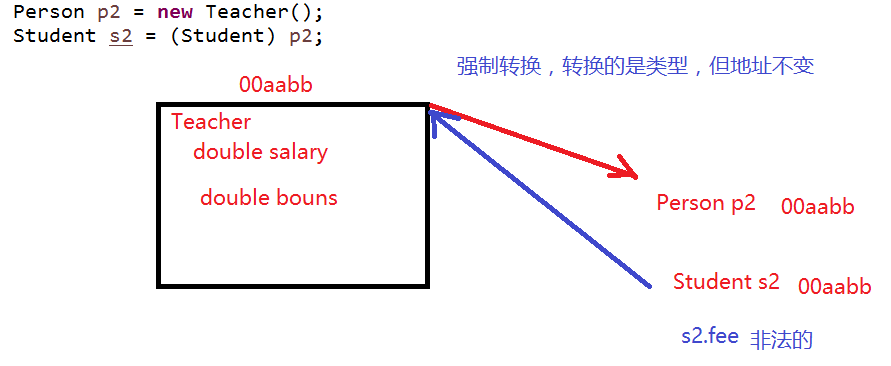 Person p2 = new Teacher();
Student s2 = (Student) p2;
强制转换，转换的是类型，但地址不变
00aabb
Teacher
double salary
double bouns
Person p2 00aabb
Student s2 00aabb
s2.fee 非法的